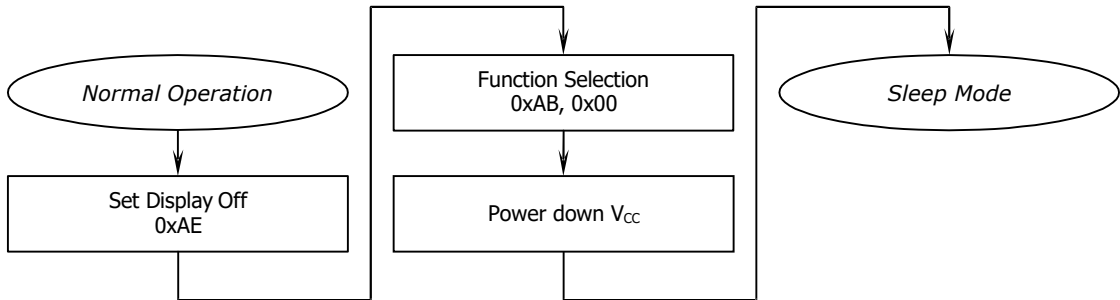 Normal Operation
Set Display Off
0xAE
Function Selection
0xAB, 0x00
Power down VCC
Sleep Mode